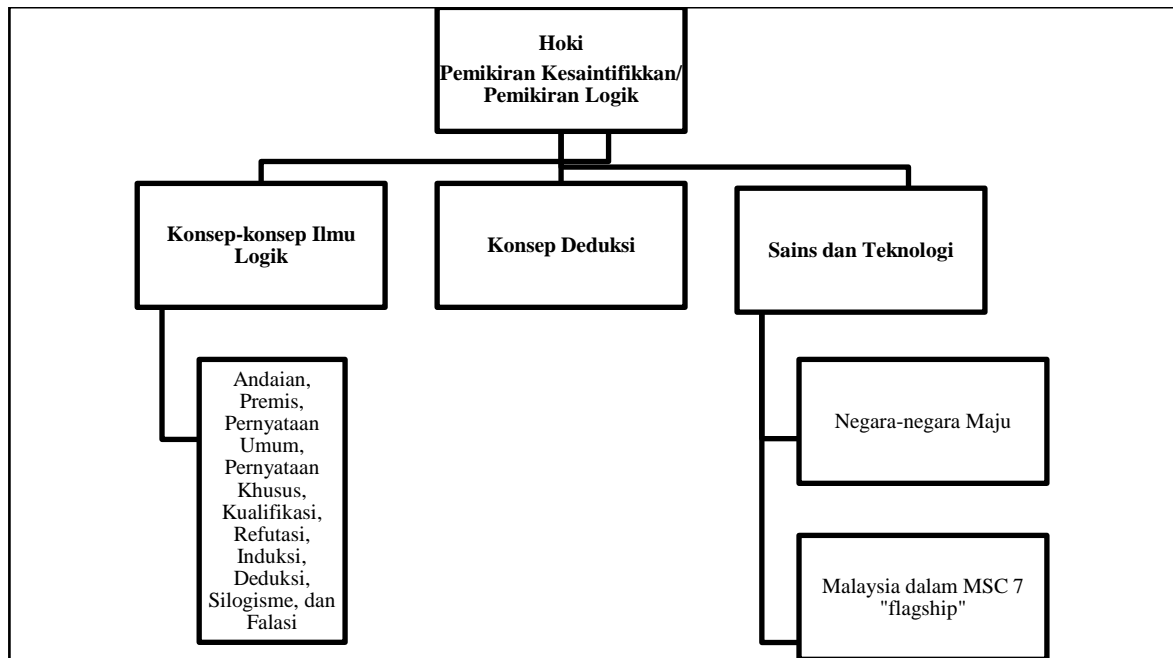 Hoki
Pemikiran Kesaintifikkan/
Pemikiran Logik
Konsep-konsep Ilmu
Logik
Konsep Deduksi
Sains dan Teknologi
Andaian,
Premis,
Pernyataan
Umum,
Pernyataan
Khusus,
Kualifikasi,
Refutasi,
Induksi,
Deduksi,
Silogisme, dan
Falasi
Negara-negara Maju
Malaysia dalam MSC 7
"flagship"